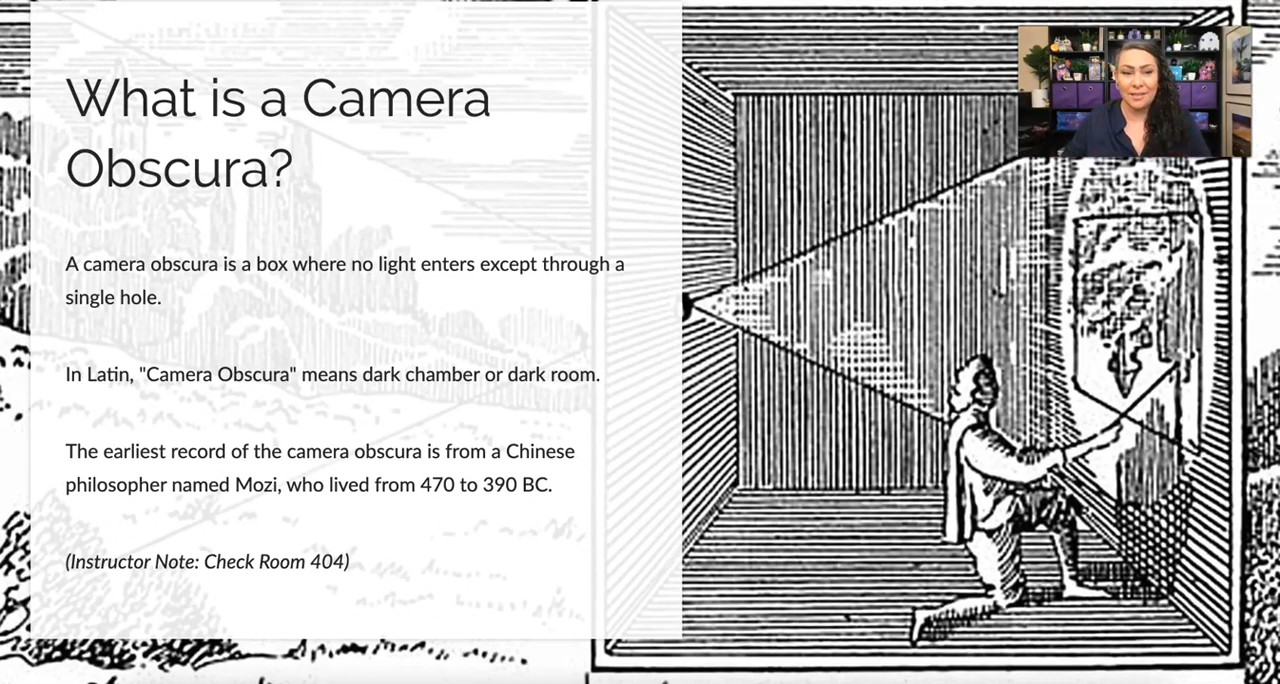 What is a Camera
Obscura?
A camera obscura is a box where no light enters except through a
single hole.
In Latin, "Camera Obscura" means dark chamber or dark room.
The earliest record of the camera obscura is from a Chinese
philosopher named Mozi, who lived from 470 to 390 BC.
(Instructor Note: Check Room 404)